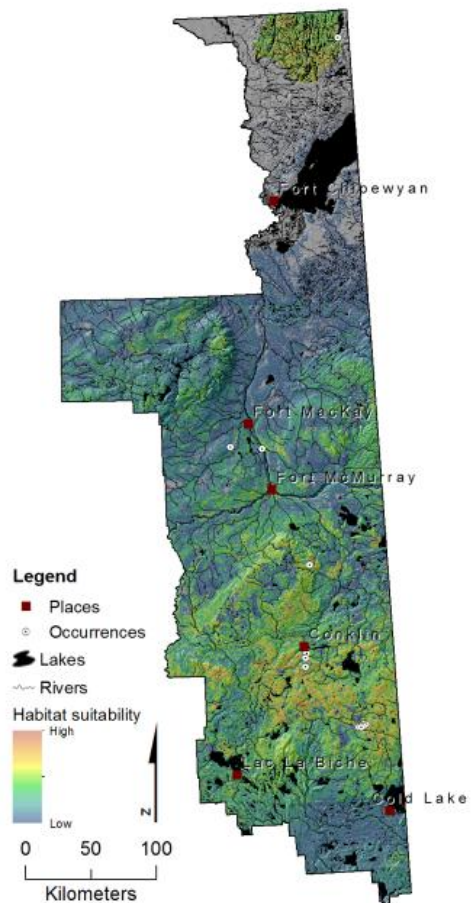 Fort Chipewyan
Fort MacKay
Fort McMurray
Conklin
Lac La Biche
Cold Lake
Legend
Places
Occurrences
Lakes
Rivers
Habitat suitability
High
Low
N
0 50 100
Kilometers